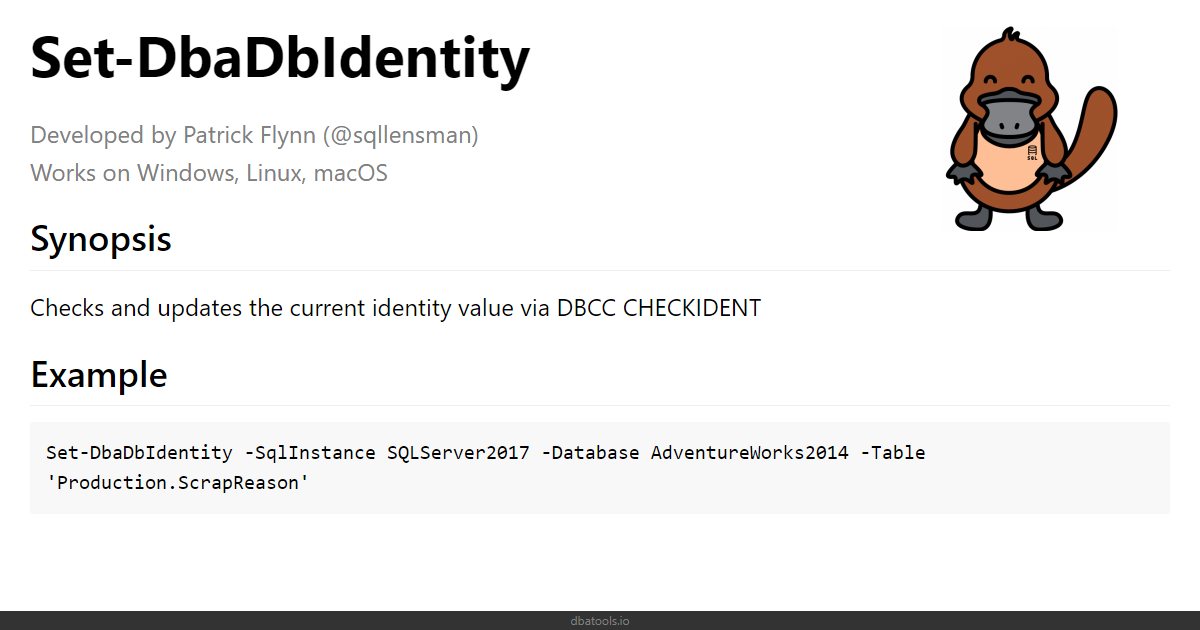 Set-DbaDbIdentity
Developed by Patrick Flynn (@sqllensman)
Works on Windows, Linux, macOS
SQL
Synopsis
Checks and updates the current identity value via DBCC CHECKIDENT
Example
Set-DbaDbIdentity -SqlInstance SQLServer2017 -Database AdventureWorks2014 -Table
'Production.ScrapReason'
dbatools.io